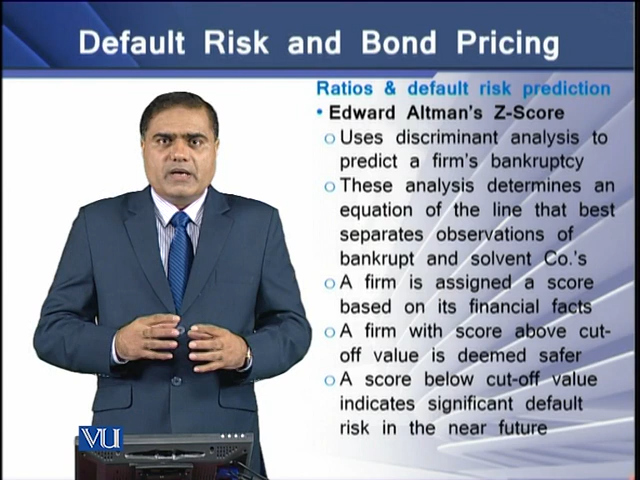 Default Risk and Bond Pricing
Ratios & default risk prediction
• Edward Altman's Z-Score
o Uses discriminant analysis to
predict a firm's bankruptcy
o These analysis determines an
equation of the line that best
separates observations of
bankrupt and solvent Co.'s
o A firm is assigned a score
based on its financial facts
o A firm with score above cut-
off value is deemed safer
o A score below cut-off value
indicates significant default
risk in the near future
VU